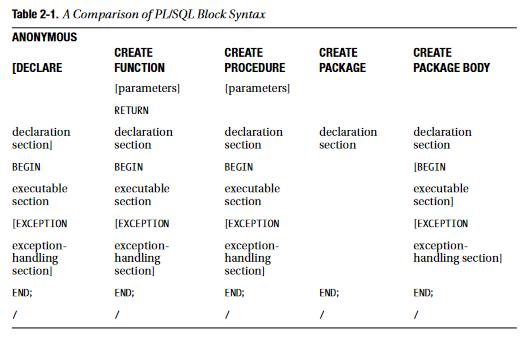 Table 2-1. A Comparison of PL/SQL Block Syntax
ANONYMOUS
CREATE CREATE CREATE CREATE
[DECLARE FUNCTION PROCEDURE PACKAGE PACKAGE BODY
[parameters] [parameters]
RETURN
declaration declaration declaration declaration declaration
section] section section section section
BEGIN BEGIN BEGIN [BEGIN
executable executable executable executable
section section section section]
[EXCEPTION [EXCEPTION [EXCEPTION [EXCEPTION
exception- exception- exception- exception-
handling handling handling handling section]
section] section] section]
END; END; END; END; END;
/ / / / /